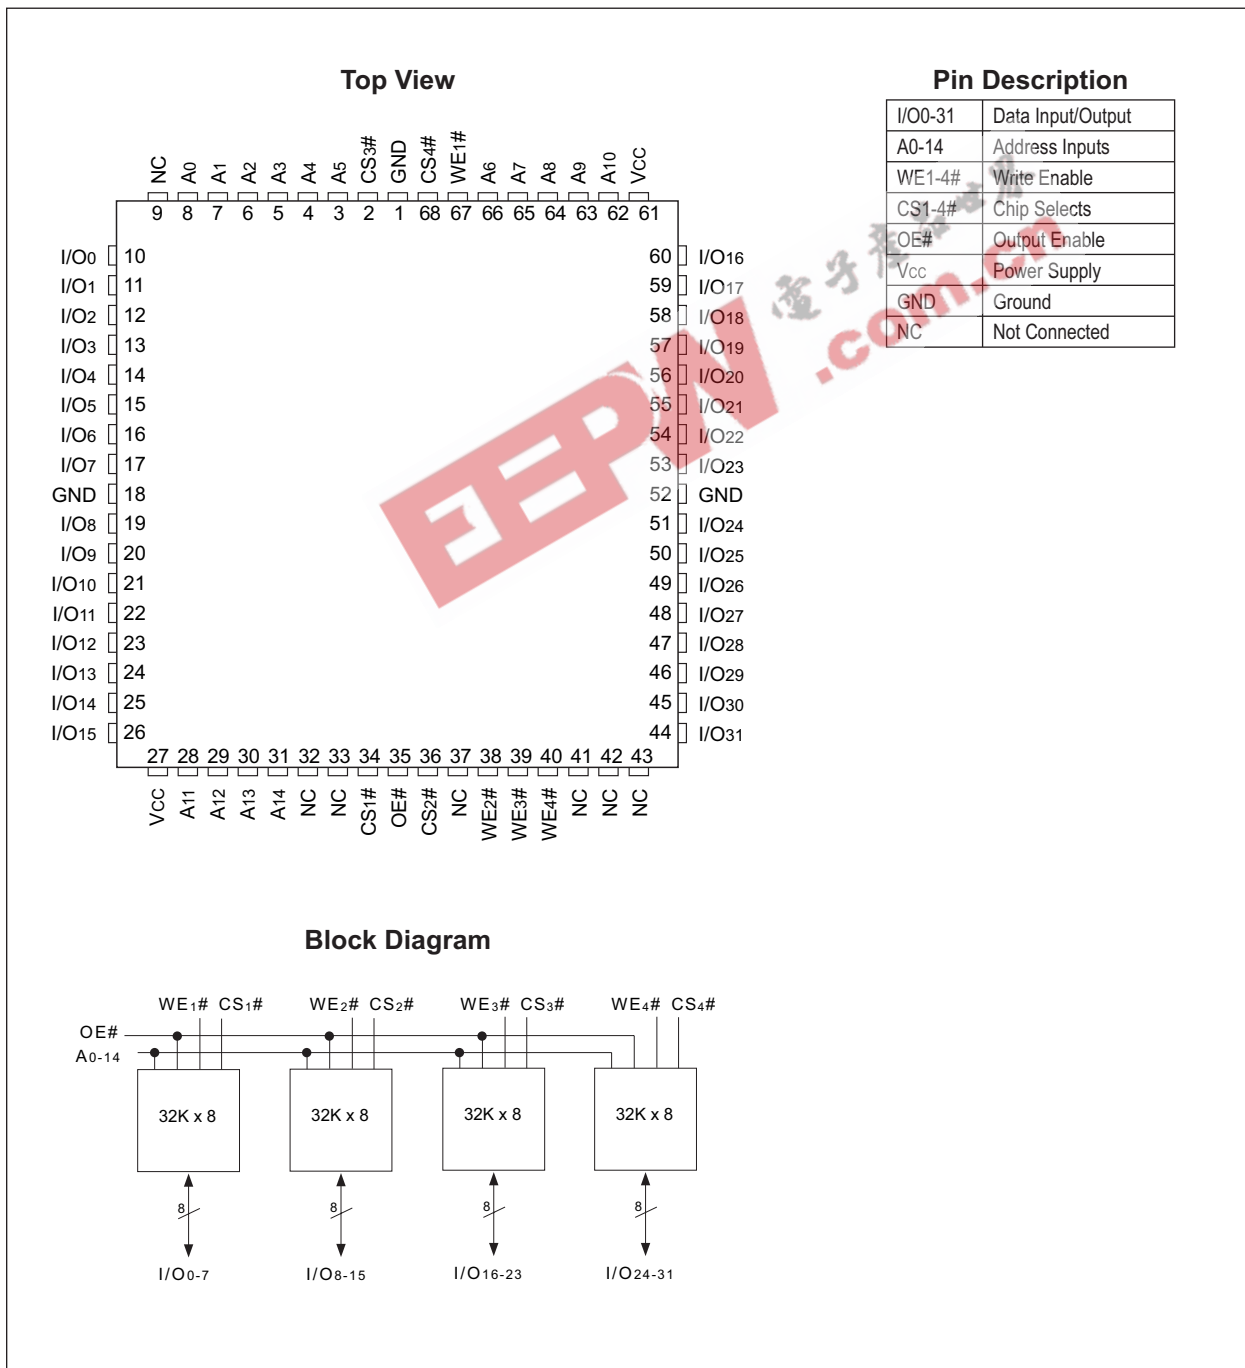 Top View
NC A0 A1 A2 A3 A4 A5 CS3# GND CS4# WE1# A6 A7 A8 A9 A10 VCC
9 8 7 6 5 4 3 2 1 68 67 66 65 64 63 62 61
I/O0 10
I/O1 11
I/O2 12
I/O3 13
I/O4 14
I/O5 15
I/O6 16
I/O7 17
GND 18
I/O8 19
I/O9 20
I/O10 21
I/O11 22
I/O12 23
I/O13 24
I/O14 25
I/O15 26
60 I/O16
59 I/O17
58 I/O18
57 I/O19
56 I/O20
55 I/O21
54 I/O22
53 I/O23
52 GND
51 I/O24
50 I/O25
49 I/O26
48 I/O27
47 I/O28
46 I/O29
45 I/O30
44 I/O31
27 28 29 30 31 32 33 34 35 36 37 38 39 40 41 42 43
VCC A11 A12 A13 A14 NC NC CS1# OE# CS2# NC WE2# WE3# WE4# NC NC NC
Pin Description
I/O0-31 Data Input/Output
A0-14 Address Inputs
WE1-4# Write Enable
CS1-4# Chip Selects
OE# Output Enable
Vcc Power Supply
GND Ground
NC Not Connected
EEPW
電子產品世界
.com.cn
Block Diagram
WE1# CS1# WE2# CS2# WE3# CS3# WE4# CS4#
OE#
A0-14
32K x 8 32K x 8 32K x 8 32K x 8
8 8 8 8
I/O0-7 I/O8-15 I/O16-23 I/O24-31